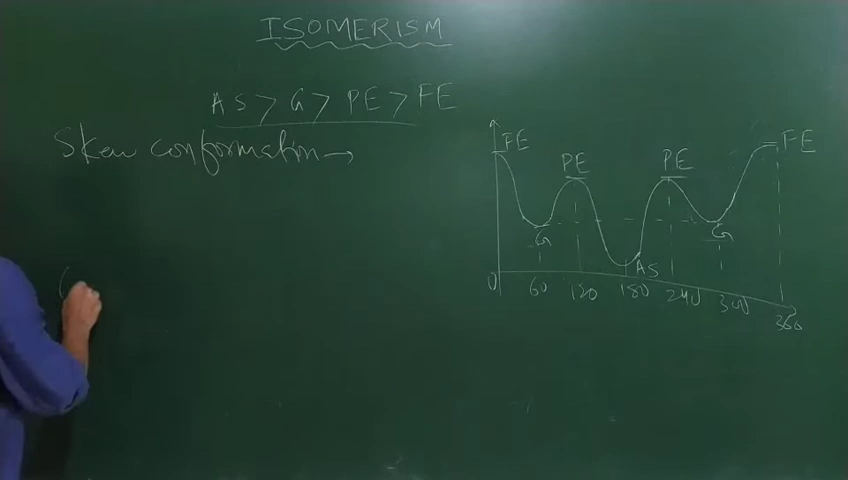 ISOMERISM
AS > G > PE > FE
Skew conformation →
FE PE PE FE
G AS G
0 60 120 180 240 300 360